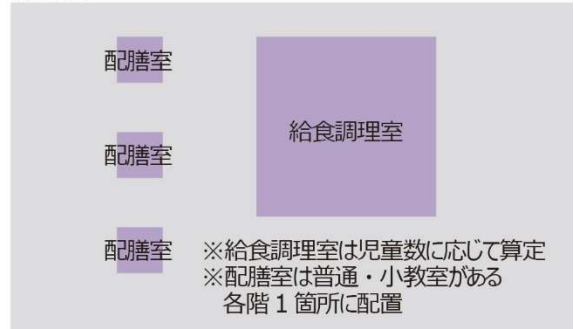 配膳室
給食調理室
配膳室
配膳室
※給食調理室は児童数に応じて算定
※配膳室は普通・小教室がある
各階1箇所に配置